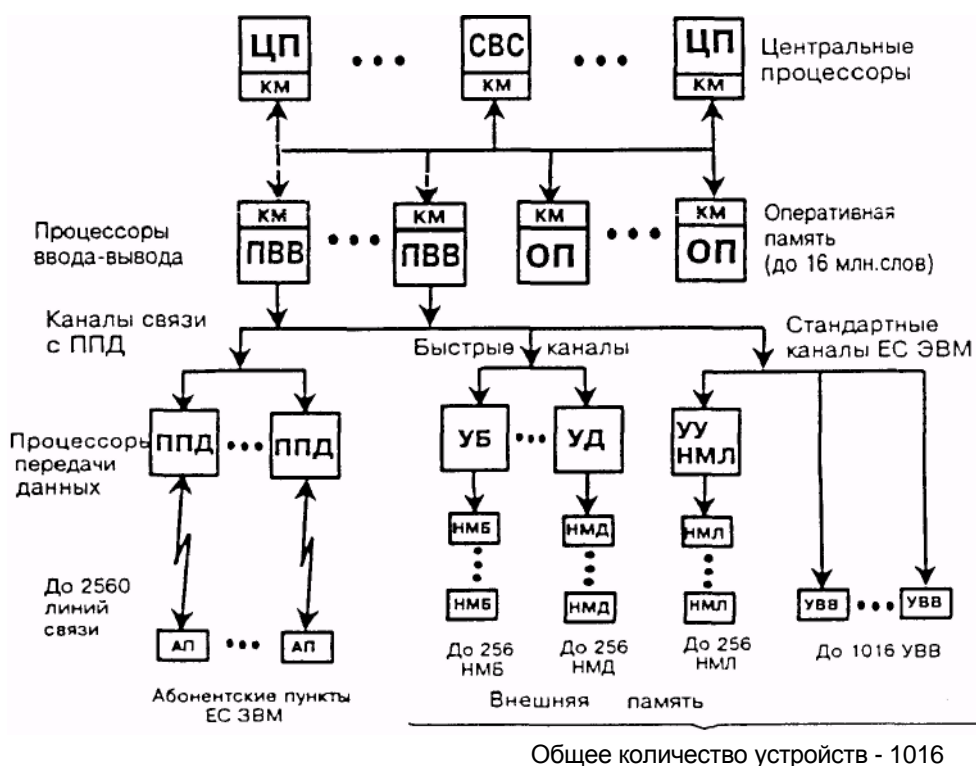 ЦП ... СВС ... ЦП
Центральные
процессоры
КМ КМ КМ
КМ КМ КМ КМ
ПВВ ... ПВВ ОП ... ОП
Процессоры
ввода-вывода
Оперативная
память
(до 16 млн.слов)
Каналы связи
с ППД
Быстрые каналы
Стандартные
каналы ЕС ЭВМ
Процессоры
передачи
данных
ППД ... ППД
УБ ... УД
УУ
НМЛ
НМБ НМД НМЛ
НМБ НМД НМЛ
УВВ ... УВВ
До 2560
линий
связи
АП ... АП
До 256
НМБ
До 256
НМД
До 256
НМЛ
До 1016 УВВ
Абонентские пункты
ЕС ЗВМ
Внешняя память
Общее количество устройств - 1016